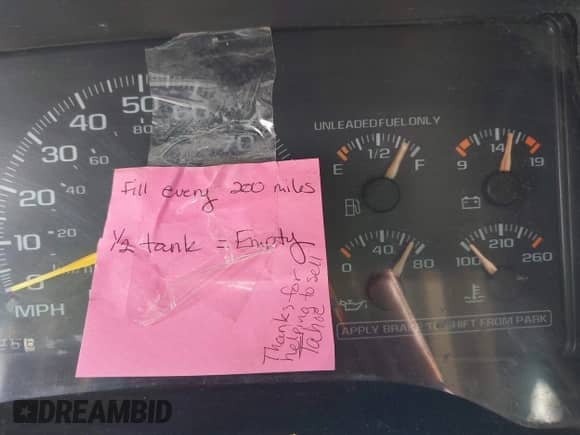 50
40
80
30
60
20
40
10
20
0
MPH
Fill every 200 miles
1/2 tank = Empty
Thanks for
helping to sell
Tahoe
UNLEADED FUEL ONLY
1/2
E
F
14
9
19
40
0
80
210
100
260
APPLY BRAKE TO SHIFT FROM PARK
DREAMBID